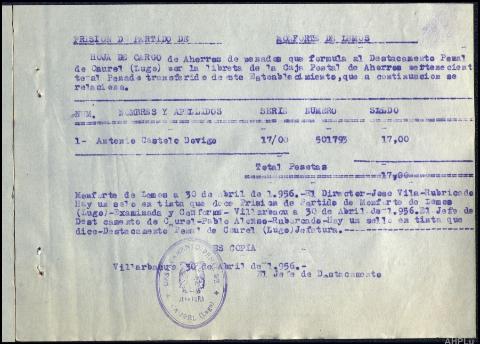 PRISION DE PARTIDO DE MONFORTE DE LEMOS
HOJA DE CARGO de Ahorros de penados que formula al Destacamento Penal
de Caurel (Lugo) por la libreta de la Caja Postal de Ahorros pertenecient
te al Penado transferido de este Establecimiento, que a continuacion se
relaciona.
NUM. NOMBRES Y APELLIDOS SERIE NUMERO SALDO
1- Antonio Castelo Dovigo 17/00 501793 17,00
Total Pesetas
17,00
Monforte de Lemos a 30 de Abril de 1.956.-El Director-Jose Vila-Rubricado
Hay un sello en tinta que dece Prision de Partido de Monforte de Lemos
(Lugo)-Examinada y Conforme- Villarbacu a 30 de Abril de 1.956.El Jefe de
Destacamento de Caurel-Pablo Alonso-Rubricado-Hay un sello en tinta que
dice-Destacamento Penal de Caurel (Lugo)Jefatura.
ES COPIA
Villarbacu, 30 de Abril de 1.956.-
El Jefe de Destacamento
JEFATURA
CAUREL (Lugo)
AHPLu